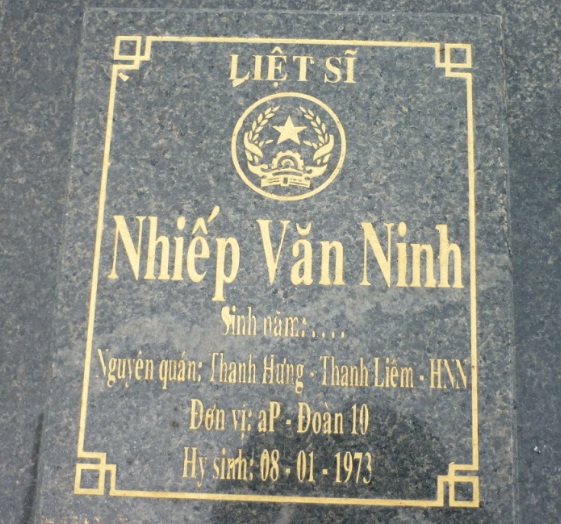 LIỆT SĨ
Nhiếp Văn Ninh
Sinh năm: . . . .
Nguyên quán: Thanh Hưng - Thanh Liêm - HNN
Đơn vị: aP - Đoàn 10
Hy sinh: 08 - 01 - 1973